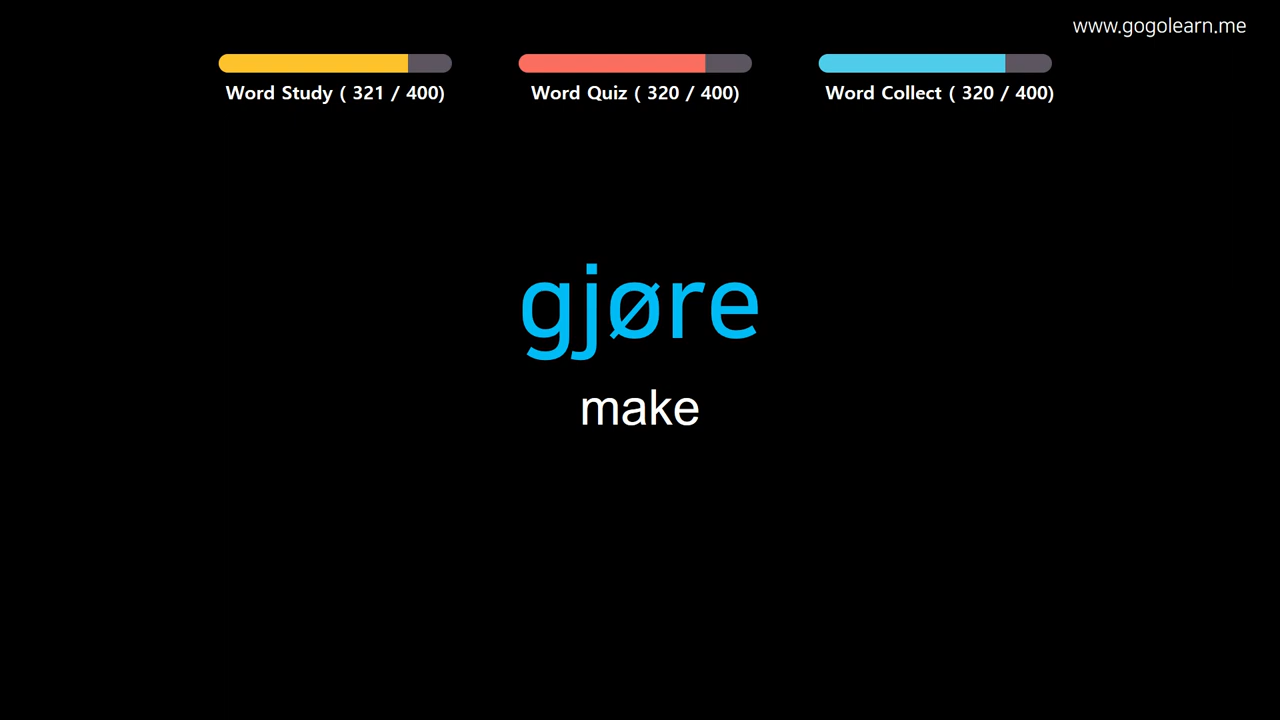 www.gogolearn.me
Word Study ( 321 / 400)
Word Quiz ( 320 / 400)
Word Collect ( 320 / 400)
gjøre
make